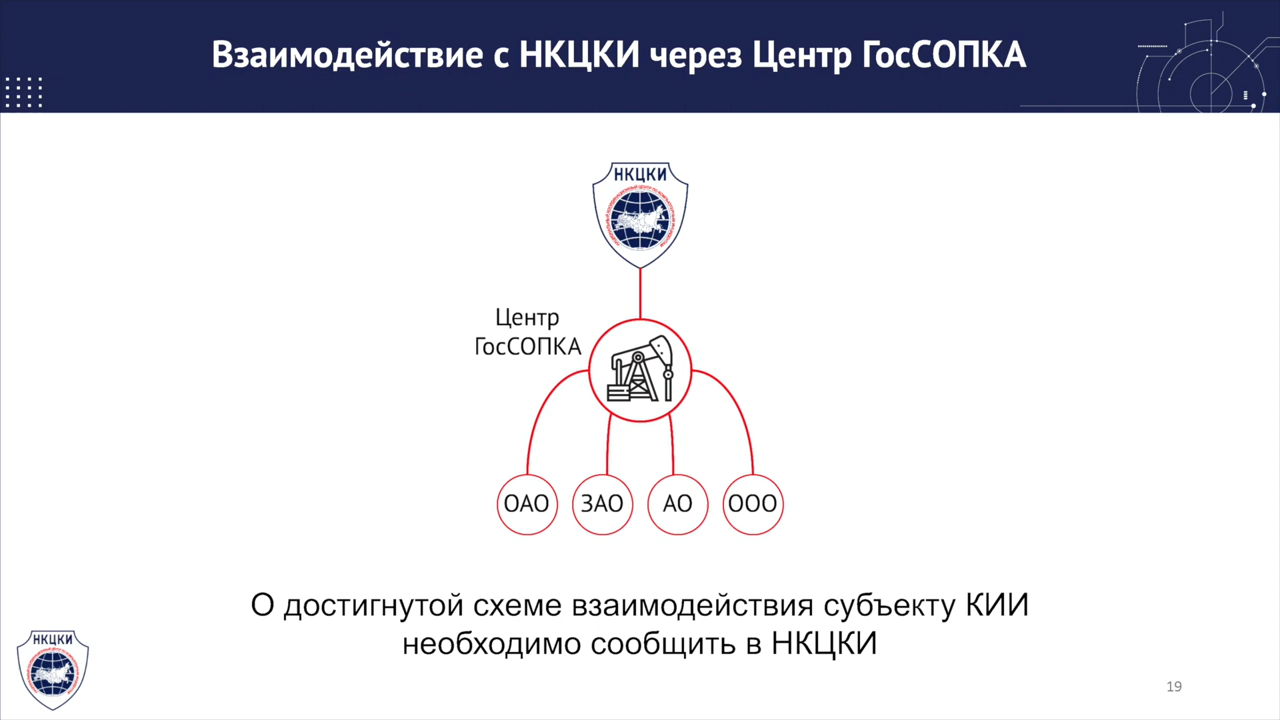 Взаимодействие с НКЦКИ через Центр ГосСОПКА
НКЦКИ
Центр
ГосСОПКА
ОАО
ЗАО
АО
ООО
О достигнутой схеме взаимодействия субъекту КИИ
необходимо сообщить в НКЦКИ
НКЦКИ
19